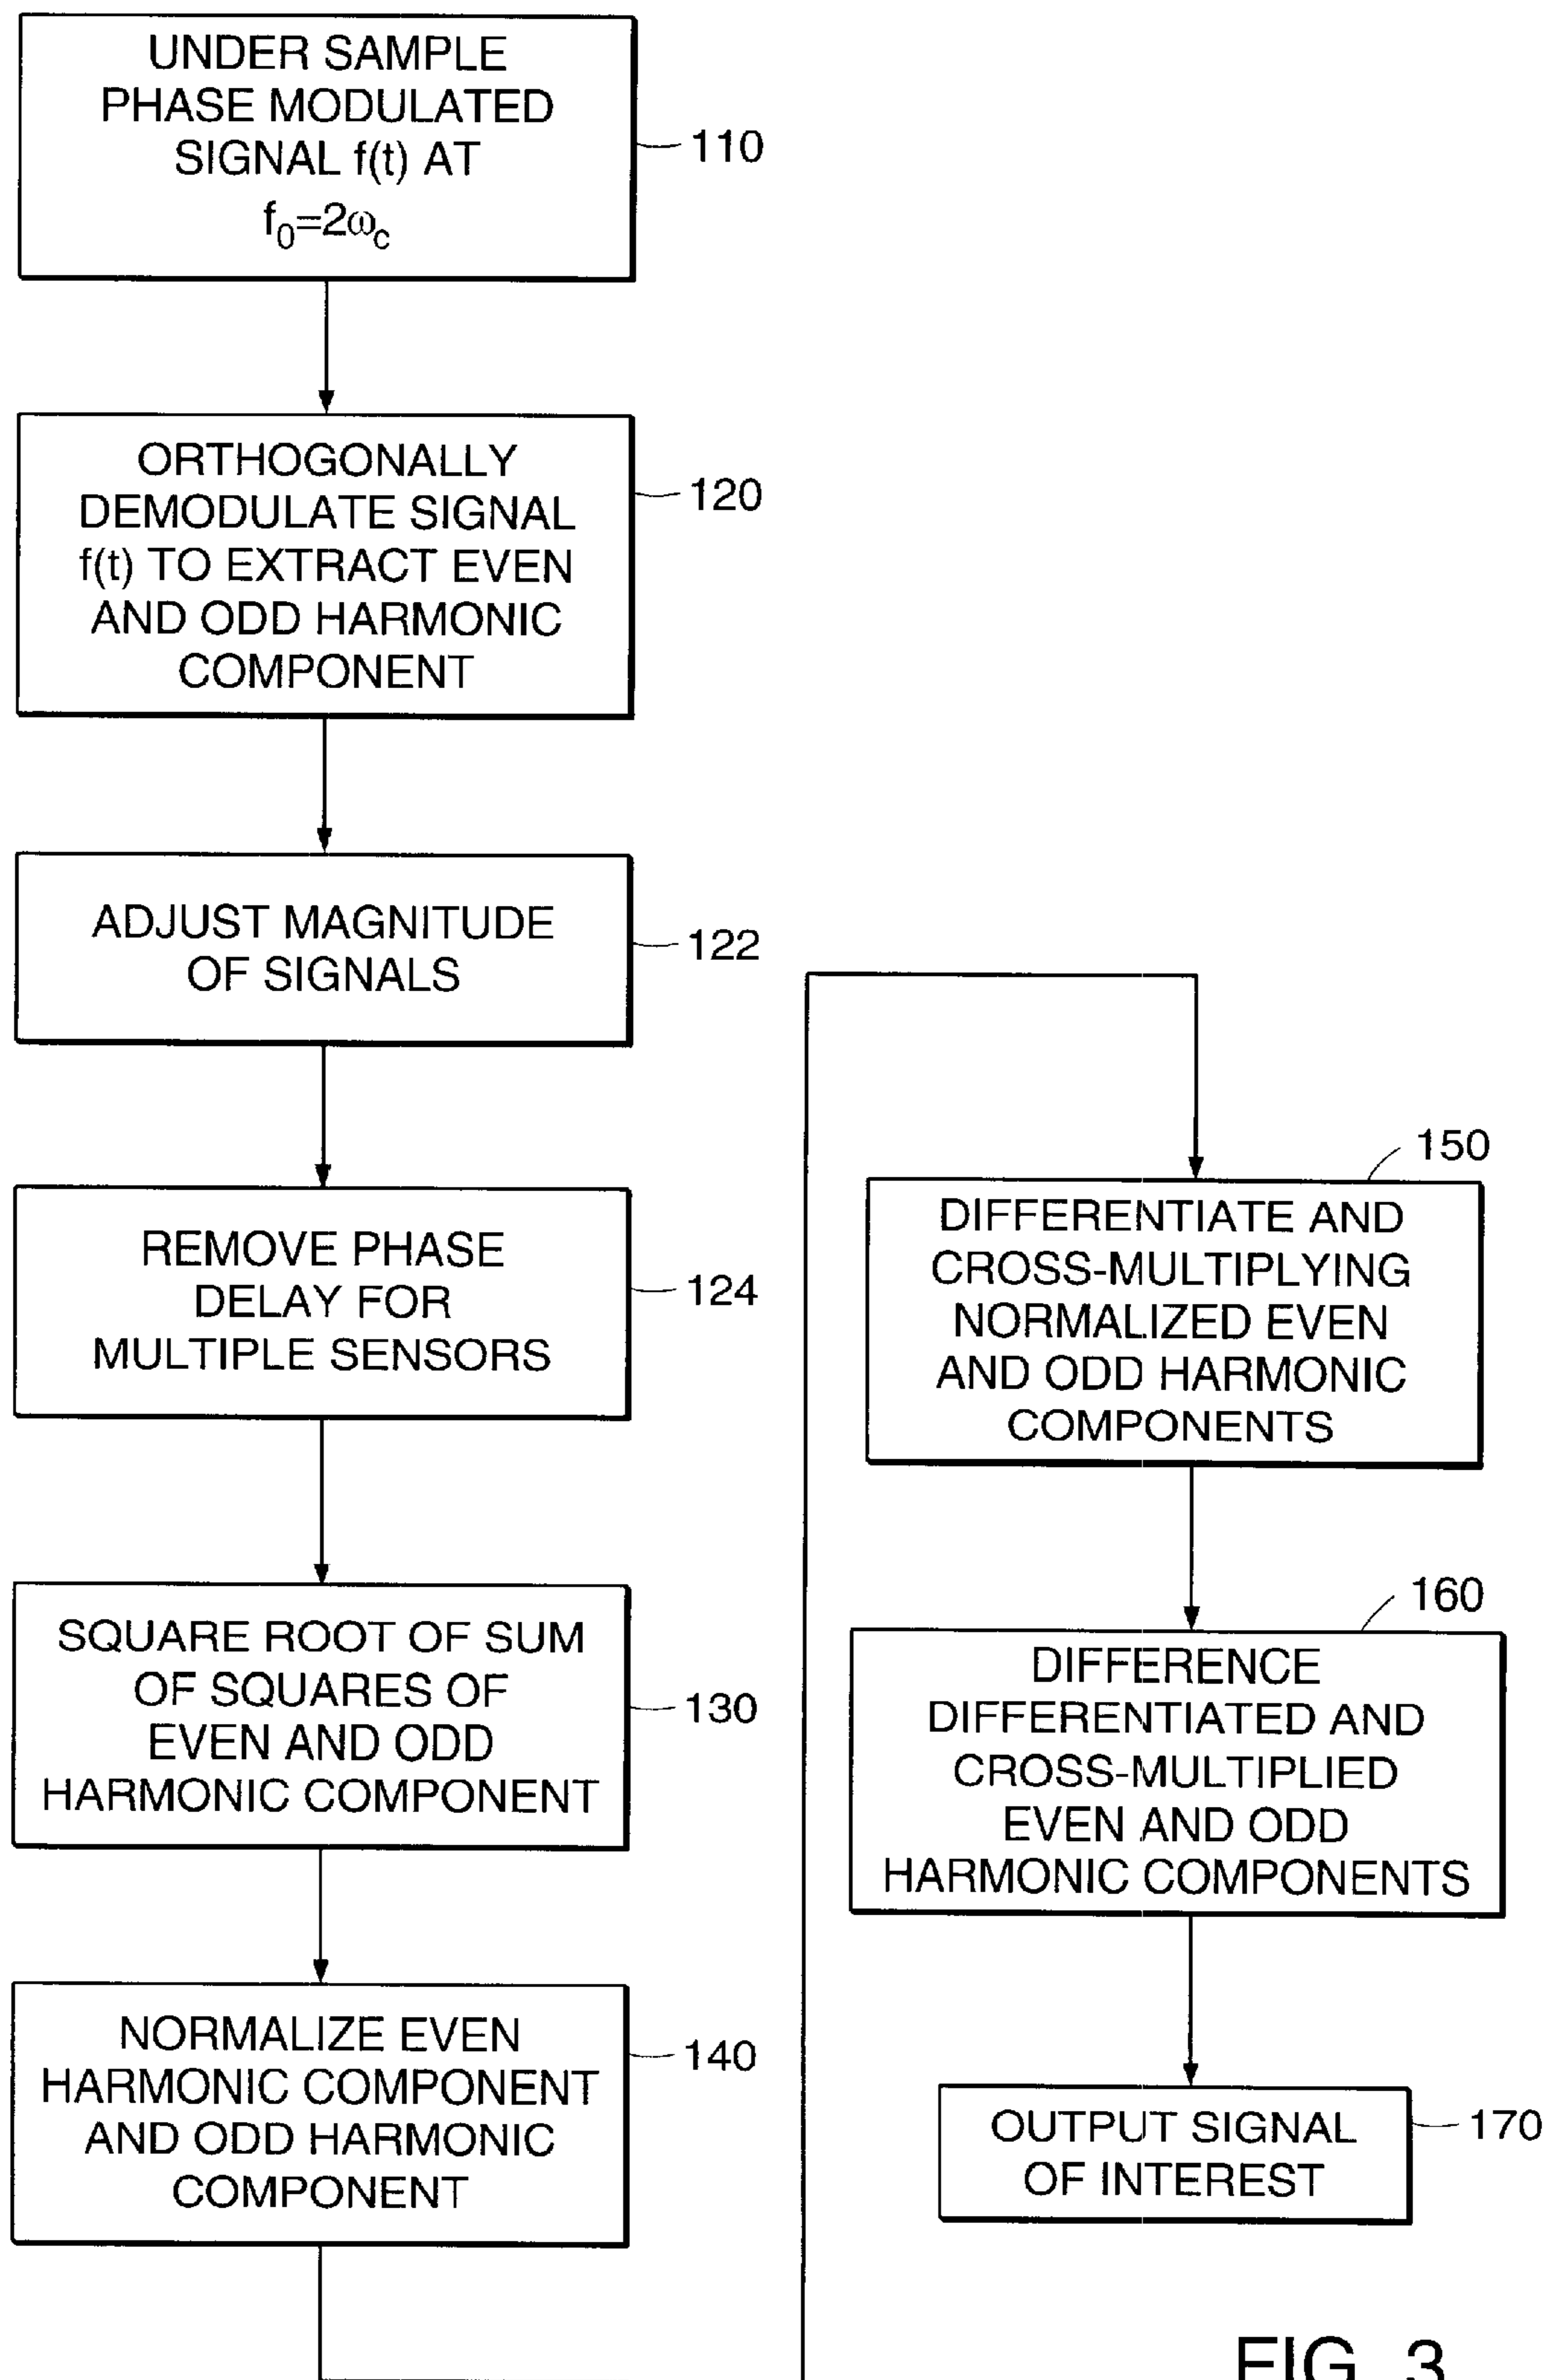 UNDER SAMPLE
PHASE MODULATED
SIGNAL f(t) AT
f₀=2ω꜀
110
ORTHOGONALLY
DEMODULATE SIGNAL
f(t) TO EXTRACT EVEN
AND ODD HARMONIC
COMPONENT
120
ADJUST MAGNITUDE
OF SIGNALS
122
REMOVE PHASE
DELAY FOR
MULTIPLE SENSORS
124
SQUARE ROOT OF SUM
OF SQUARES OF
EVEN AND ODD
HARMONIC COMPONENT
130
NORMALIZE EVEN
HARMONIC COMPONENT
AND ODD HARMONIC
COMPONENT
140
150
DIFFERENTIATE AND
CROSS-MULTIPLYING
NORMALIZED EVEN
AND ODD HARMONIC
COMPONENTS
160
DIFFERENCE
DIFFERENTIATED AND
CROSS-MULTIPLIED
EVEN AND ODD
HARMONIC COMPONENTS
OUTPUT SIGNAL
OF INTEREST
170
FIG. 3